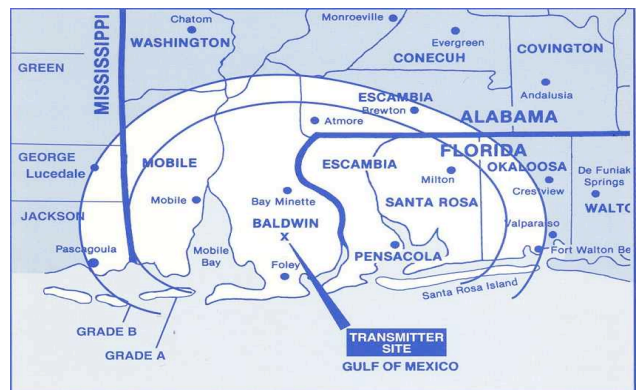 Chatom
WASHINGTON
Monroeville
Evergreen
CONECUH
COVINGTON
Andalusia
GREEN
MISSISSIPPI
ESCAMBIA
Brewton
Atmore
ALABAMA
FLORIDA
GEORGE
Lucedale
MOBILE
ESCAMBIA
OKALOOSA
De Funiak
Springs
Milton
Crestview
WALTO
Mobile
Bay Minette
SANTA ROSA
JACKSON
BALDWIN
X
Valparaiso
Pascagoula
Mobile
Bay
Foley
PENSACOLA
Fort Walton Be
Santa Rosa Island
GRADE B
GRADE A
TRANSMITTER
SITE
GULF OF MEXICO